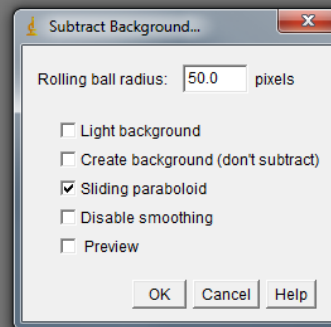 Subtract Background...
Rolling ball radius: 50.0 pixels
Light background
Create background (don't subtract)
Sliding paraboloid
Disable smoothing
Preview
OK Cancel Help